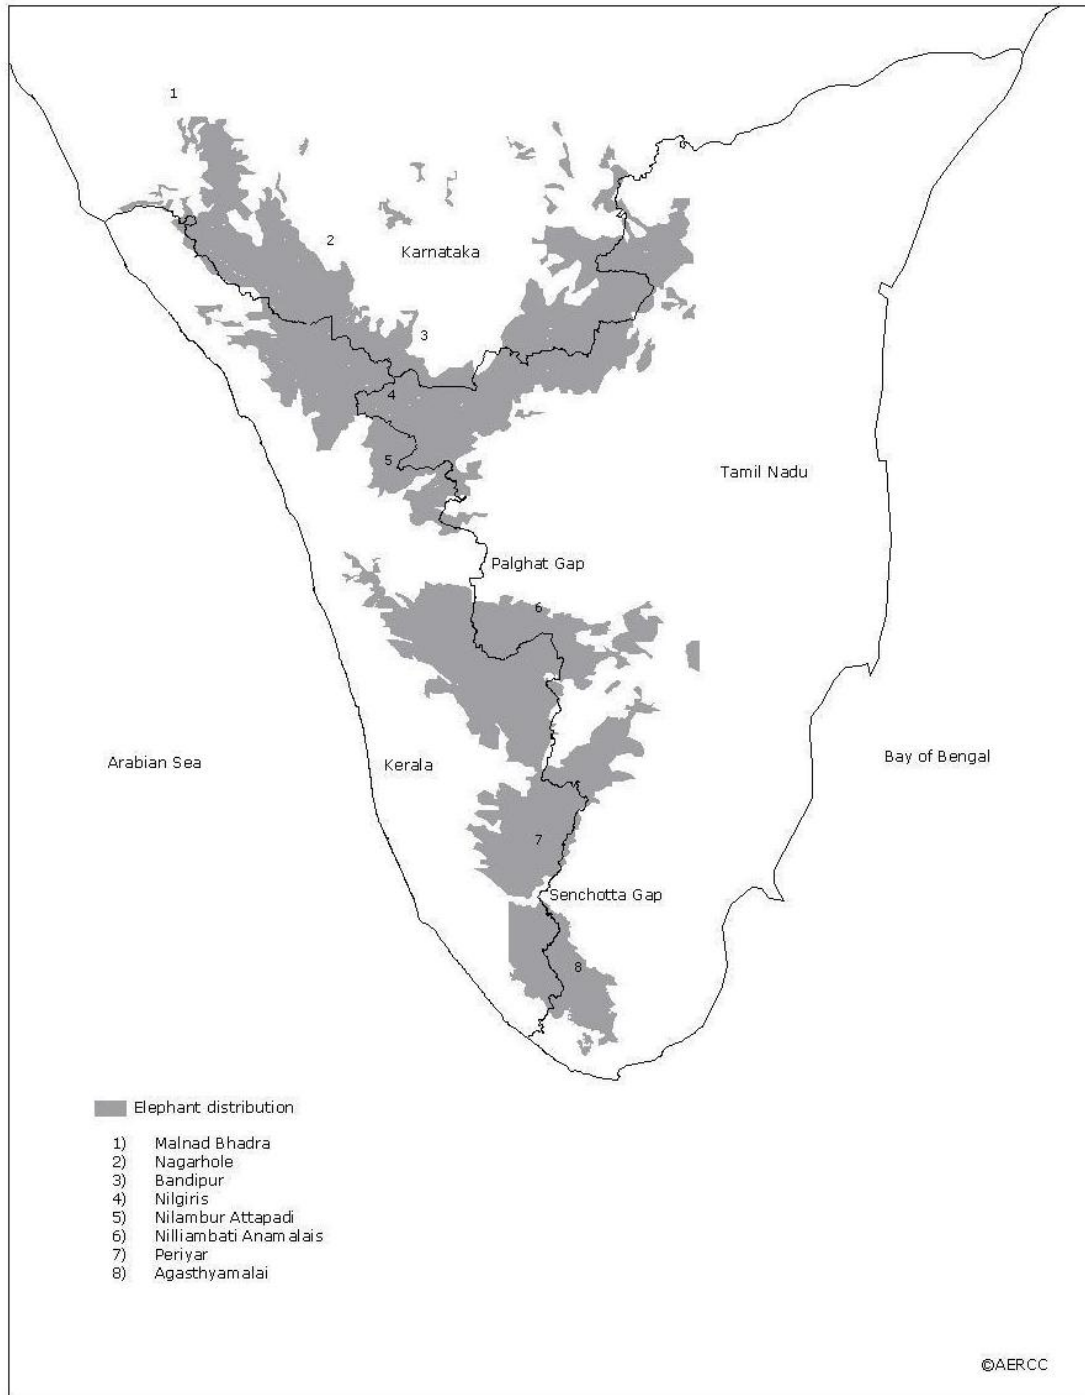 1
2
Karnataka
3
4
5
Tamil Nadu
Palghat Gap
6
Arabian Sea
Kerala
Bay of Bengal
7
Senchotta Gap
8
Elephant distribution
1) Malnad Bhadra
2) Nagarhole
3) Bandipur
4) Nilgiris
5) Nilambur Attapadi
6) Nilliambati Anamalais
7) Periyar
8) Agasthyamalai
©AERCC